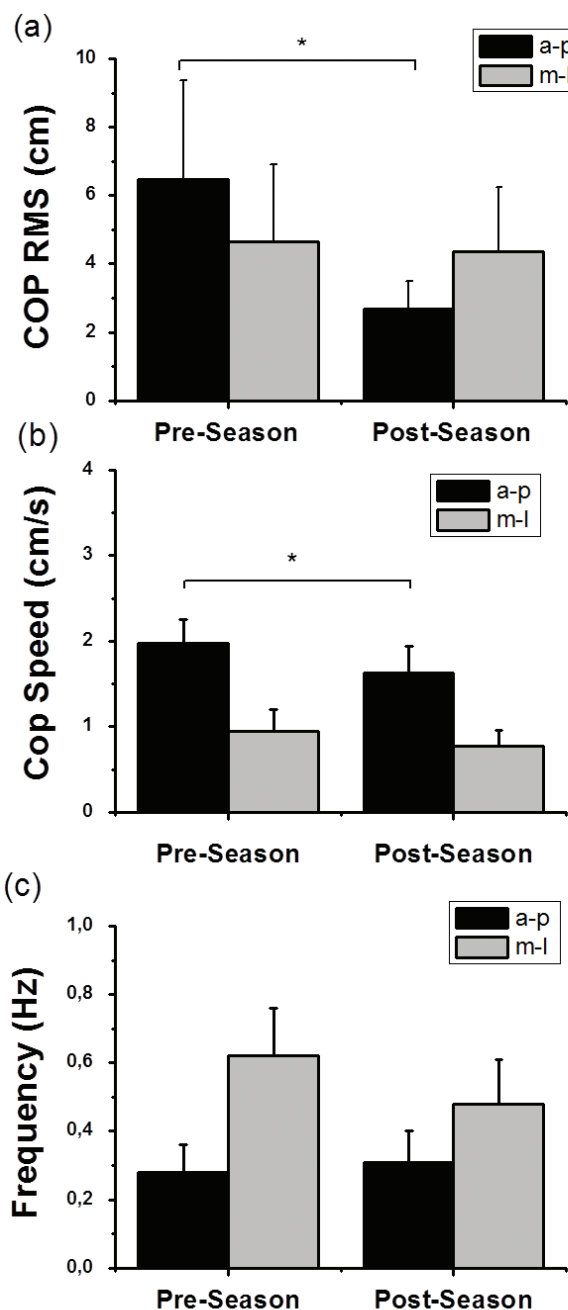 (a)
a-p
m-l
*
10
8
6
4
2
0
COP RMS (cm)
Pre-Season Post-Season
(b)
a-p
m-l
*
4
3
2
1
0
Cop Speed (cm/s)
Pre-Season Post-Season
(c)
a-p
m-l
1,0
0,8
0,6
0,4
0,2
0,0
Frequency (Hz)
Pre-Season Post-Season